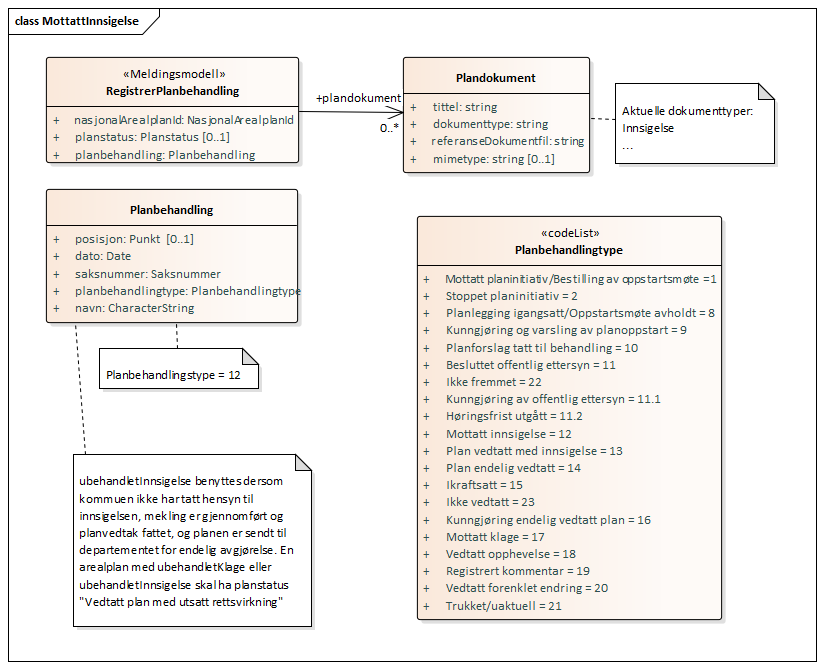 class MottattInnsigelse
«Meldingsmodell»
RegistrerPlanbehandling
+ nasjonalArealplanId: NasjonalArealplanId
+ planstatus: Planstatus [0..1]
+ planbehandling: Planbehandling
+plandokument
0..*
Plandokument
+ tittel: string
+ dokumenttype: string
+ referanseDokumentfil: string
+ mimetype: string [0..1]
Aktuelle dokumenttyper:
Innsigelse
...
Planbehandling
+ posisjon: Punkt [0..1]
+ dato: Date
+ saksnummer: Saksnummer
+ planbehandlingtype: Planbehandlingtype
+ navn: CharacterString
Planbehandlingstype = 12
ubehandletInnsigelse benyttes dersom
kommuen ikke har tatt hensyn til
innsigelsen, mekling er gjennomført og
planvedtak fattet, og planen er sendt til
departementet for endelig avgjørelse. En
arealplan med ubehandletKlage eller
ubehandletInnsigelse skal ha planstatus
"Vedtatt plan med utsatt rettsvirkning"
«codeList»
Planbehandlingtype
+ Mottatt planinitiativ/Bestilling av oppstartsmøte =1
+ Stoppet planinitiativ = 2
+ Planlegging igangsatt/Oppstartsmøte avholdt = 8
+ Kunngjøring og varsling av planoppstart = 9
+ Planforslag tatt til behandling = 10
+ Besluttet offentlig ettersyn = 11
+ Ikke fremmet = 22
+ Kunngjøring av offentlig ettersyn = 11.1
+ Høringsfrist utgått = 11.2
+ Mottatt innsigelse = 12
+ Plan vedtatt med innsigelse = 13
+ Plan endelig vedtatt = 14
+ Ikraftsatt = 15
+ Ikke vedtatt = 23
+ Kunngjøring endelig vedtatt plan = 16
+ Mottatt klage = 17
+ Vedtatt opphevelse = 18
+ Registrert kommentar = 19
+ Vedtatt forenklet endring = 20
+ Trukket/uaktuell = 21